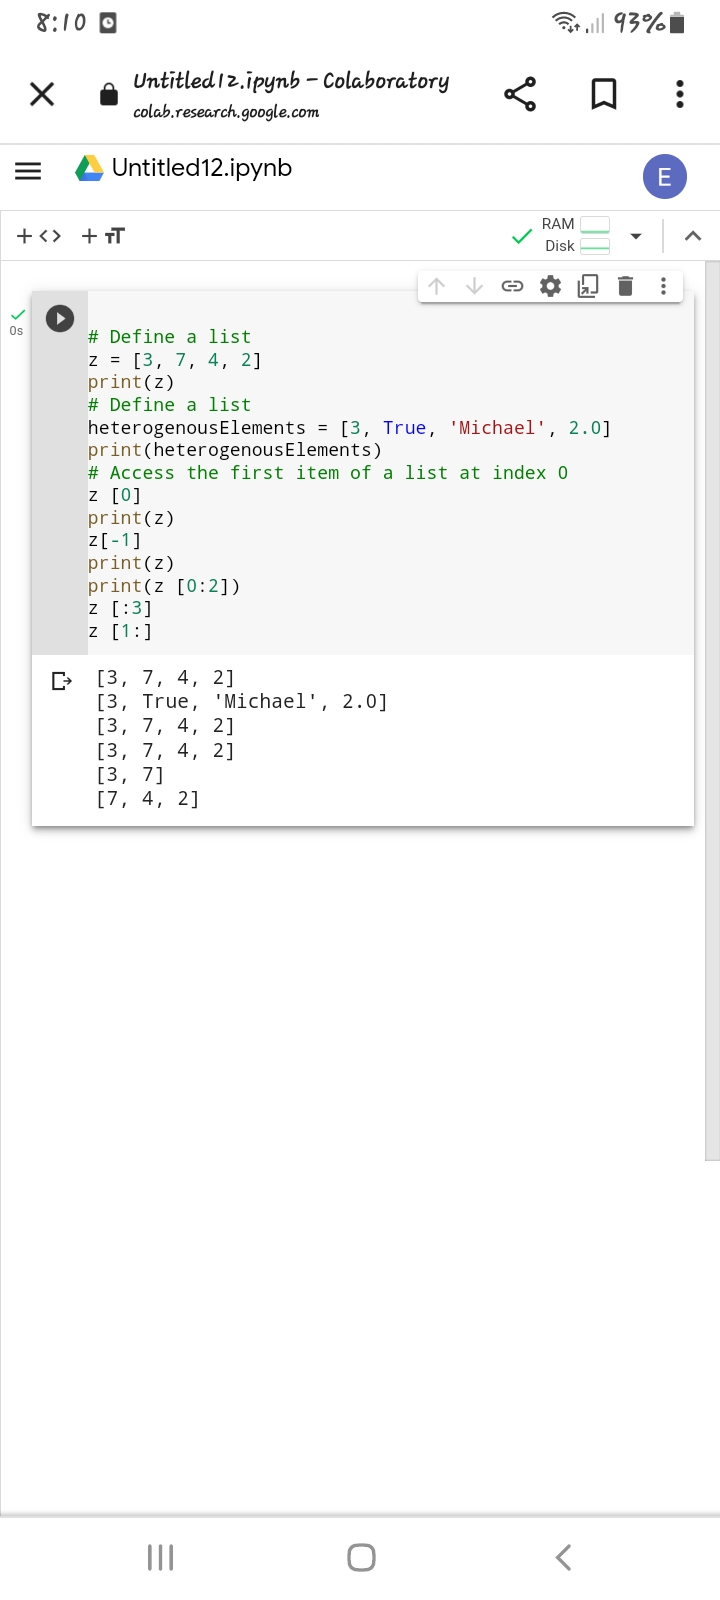 8:10 93%
Untitled12.ipynb – Colaboratory
colab.research.google.com
Untitled12.ipynb
E
RAM
Disk
0s
# Define a list
z = [3, 7, 4, 2]
print(z)
# Define a list
heterogenousElements = [3, True, 'Michael', 2.0]
print(heterogenousElements)
# Access the first item of a list at index 0
z [0]
print(z)
z[-1]
print(z)
print(z [0:2])
z [:3]
z [1:]
[3, 7, 4, 2]
[3, True, 'Michael', 2.0]
[3, 7, 4, 2]
[3, 7, 4, 2]
[3, 7]
[7, 4, 2]